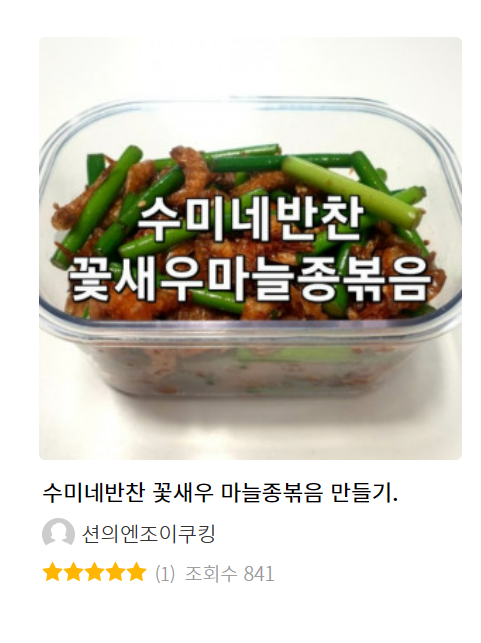 수미네반찬
꽃새우마늘종볶음
수미네반찬 꽃새우 마늘종볶음 만들기.
션의엔조이쿠킹
(1) 조회수 841